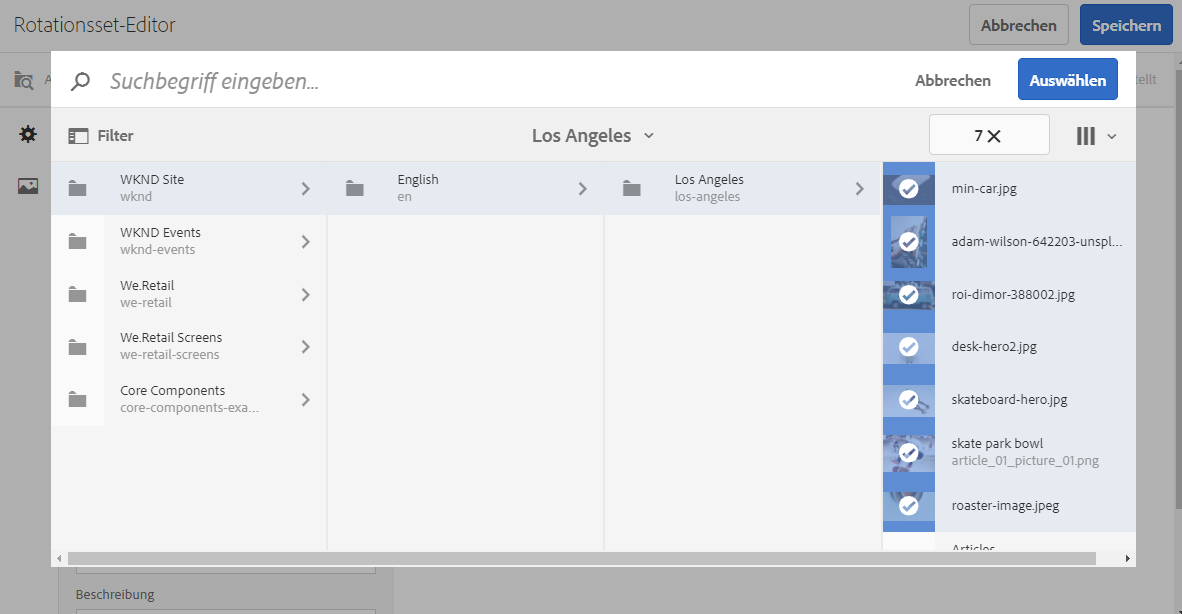 Rotationsset-Editor
Abbrechen
Speichern
Suchbegriff eingeben...
Abbrechen
Auswählen
Filter
Los Angeles
7
WKND Site
wknd
English
en
Los Angeles
los-angeles
min-car.jpg
WKND Events
wknd-events
adam-wilson-642203-unspl...
We.Retail
we-retail
roi-dimor-388002.jpg
We.Retail Screens
we-retail-screens
desk-hero2.jpg
Core Components
core-components-exa...
skateboard-hero.jpg
skate park bowl
article_01_picture_01.png
roaster-image.jpeg
Articles
Beschreibung